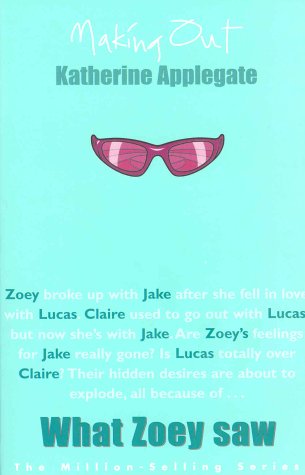 Making Out
Katherine Applegate
Zoey broke up with Jake after she fell in love
with Lucas Claire used to go out with Lucas
but now she's with Jake Are Zoey's feelings
for Jake really gone? Is Lucas totally over
Claire? Their hidden desires are about to
explode, all because of . . .
What Zoey saw
The Million-Selling Series